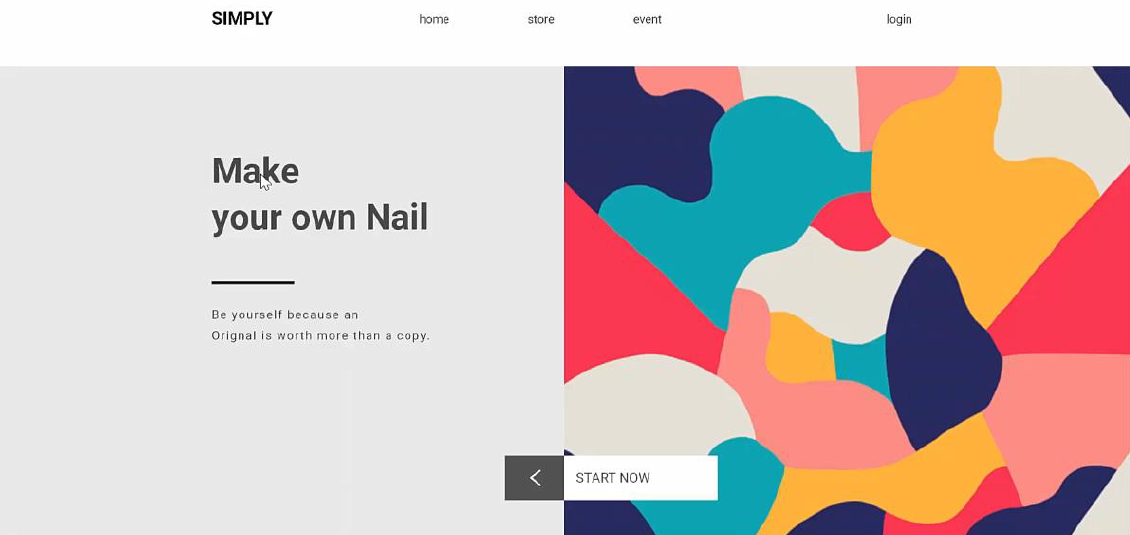 SIMPLY home store event login
Make
your own Nail
Be yourself because an
Orignal is worth more than a copy.
START NOW